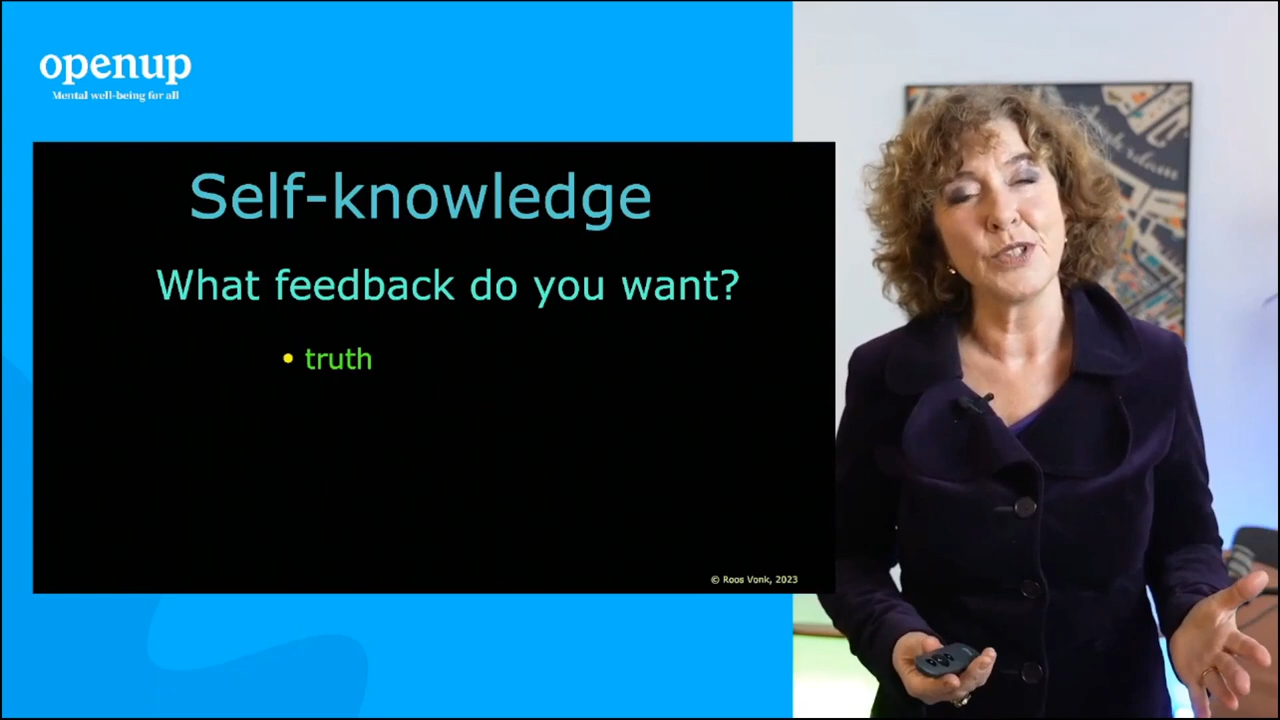 openup
Mental well-being for all
Self-knowledge
What feedback do you want?
• truth
© Roos Vonk, 2023